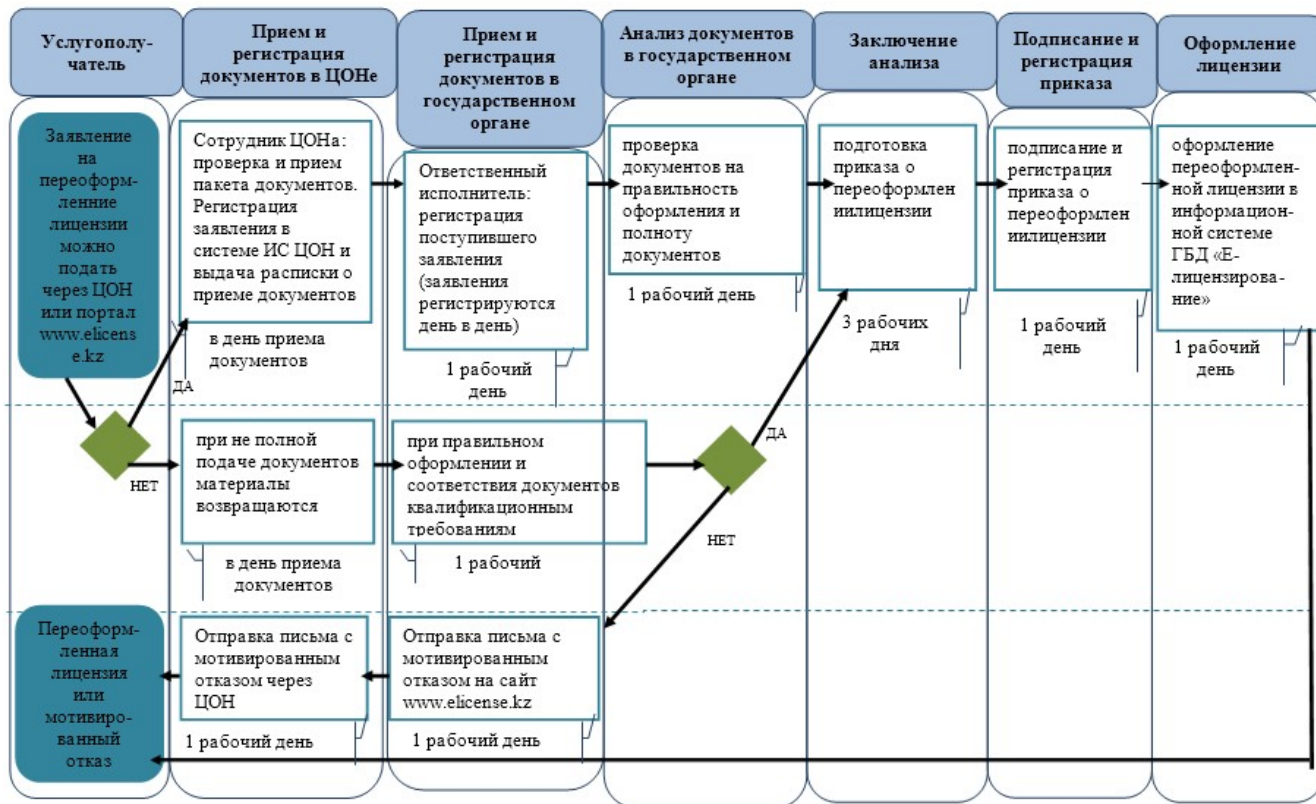 Услугополу-
чатель
Прием и
регистрация
документов в ЦОНе
Прием и
регистрация
документов в
государственном
органе
Анализ документов
в государственном
органе
Заключение
анализа
Подписание и
регистрация
приказа
Оформление
лицензии
Заявление
на
переоформ-
ленние
лицензии
можно
подать
через ЦОН
или портал
www.elicens
e.kz
Сотрудник ЦОНа:
проверка и прием
пакета документов.
Регистрация
заявления в
системе ИС ЦОН и
выдача расписки о
приеме документов
в день приема
документов
Ответственный
исполнитель:
регистрация
поступившего
заявления
(заявления
регистрируются
день в день)
1 рабочий
день
проверка
документов на
правильность
оформления и
полноту
документов
1 рабочий день
подготовка
приказа о
переоформлен
иилицензии
3 рабочих
дня
подписание и
регистрация
приказа о
переоформлен
иилицензии
1 рабочий
день
оформление
переоформлен-
ной лицензии в
информацион-
ной системе
ГБД «Е-
лицензирова-
ние»
1 рабочий
день
ДА
НЕТ
при не полной
подаче документов
материалы
возвращаются
в день приема
документов
при правильном
оформлении и
соответствия документов
квалификационным
требованиям
1 рабочий
ДА
НЕТ
Переоформ-
ленная
лицензия
или
мотивиро-
ванный
отказ
Отправка письма с
мотивированным
отказом через
ЦОН
1 рабочий день
Отправка письма с
мотивированным
отказом на сайт
www.elicense.kz
1 рабочий день